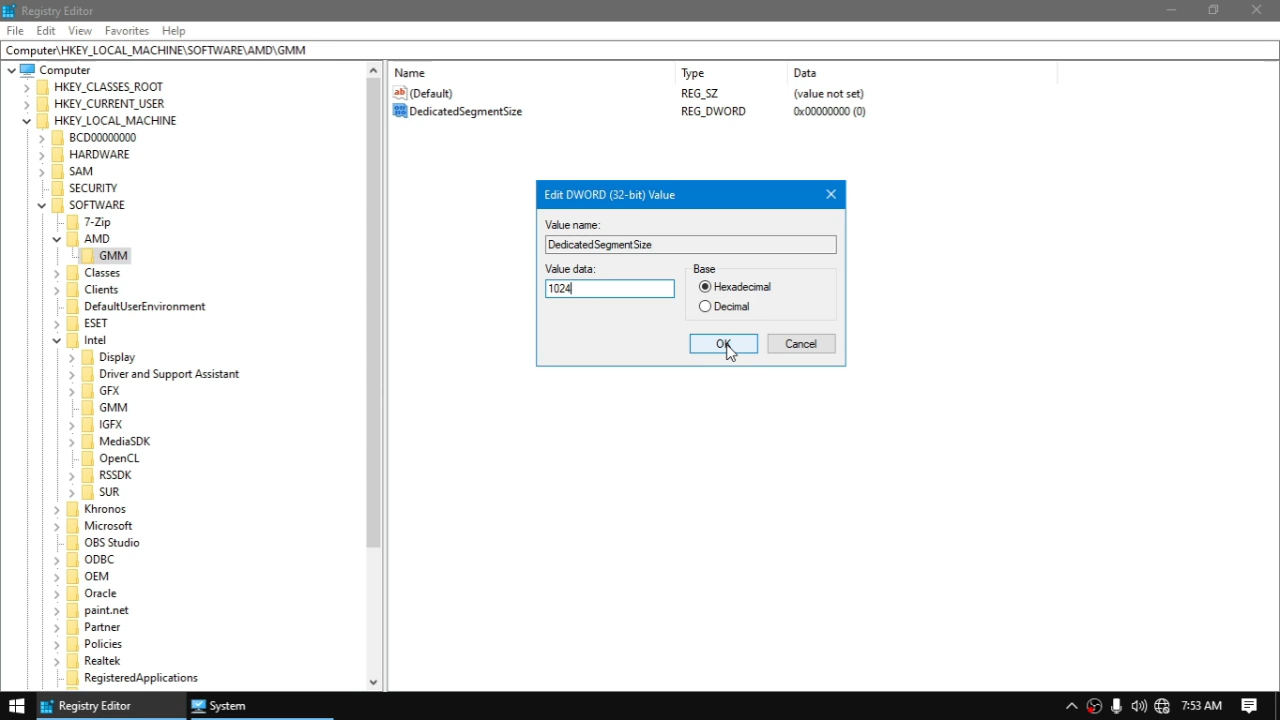 Registry Editor
File Edit View Favorites Help
Computer\HKEY_LOCAL_MACHINE\SOFTWARE\AMD\GMM
Computer
HKEY_CLASSES_ROOT
HKEY_CURRENT_USER
HKEY_LOCAL_MACHINE
BCD00000000
HARDWARE
SAM
SECURITY
SOFTWARE
7-Zip
AMD
GMM
Classes
Clients
DefaultUserEnvironment
ESET
Intel
Display
Driver and Support Assistant
GFX
GMM
IGFX
MediaSDK
OpenCL
RSSDK
SUR
Khronos
Microsoft
OBS Studio
ODBC
OEM
Oracle
paint.net
Partner
Policies
Realtek
RegisteredApplications
Name Type Data
ab (Default) REG_SZ (value not set)
DedicatedSegmentSize REG_DWORD 0x00000000 (0)
Edit DWORD (32-bit) Value
Value name:
DedicatedSegmentSize
Value data:
1024
Base
Hexadecimal
Decimal
OK Cancel
Registry Editor System 7:53 AM